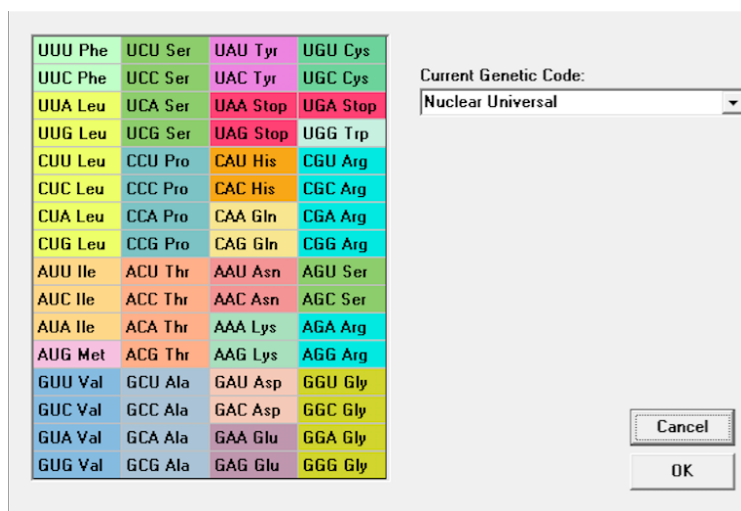 UUU Phe UCU Ser UAU Tyr UGU Cys
UUC Phe UCC Ser UAC Tyr UGC Cys
UUA Leu UCA Ser UAA Stop UGA Stop
UUG Leu UCG Ser UAG Stop UGG Trp
CUU Leu CCU Pro CAU His CGU Arg
CUC Leu CCC Pro CAC His CGC Arg
CUA Leu CCA Pro CAA Gln CGA Arg
CUG Leu CCG Pro CAG Gln CGG Arg
AUU Ile ACU Thr AAU Asn AGU Ser
AUC Ile ACC Thr AAC Asn AGC Ser
AUA Ile ACA Thr AAA Lys AGA Arg
AUG Met ACG Thr AAG Lys AGG Arg
GUU Val GCU Ala GAU Asp GGU Gly
GUC Val GCC Ala GAC Asp GGC Gly
GUA Val GCA Ala GAA Glu GGA Gly
GUG Val GCG Ala GAG Glu GGG Gly
Current Genetic Code:
Nuclear Universal
Cancel
OK